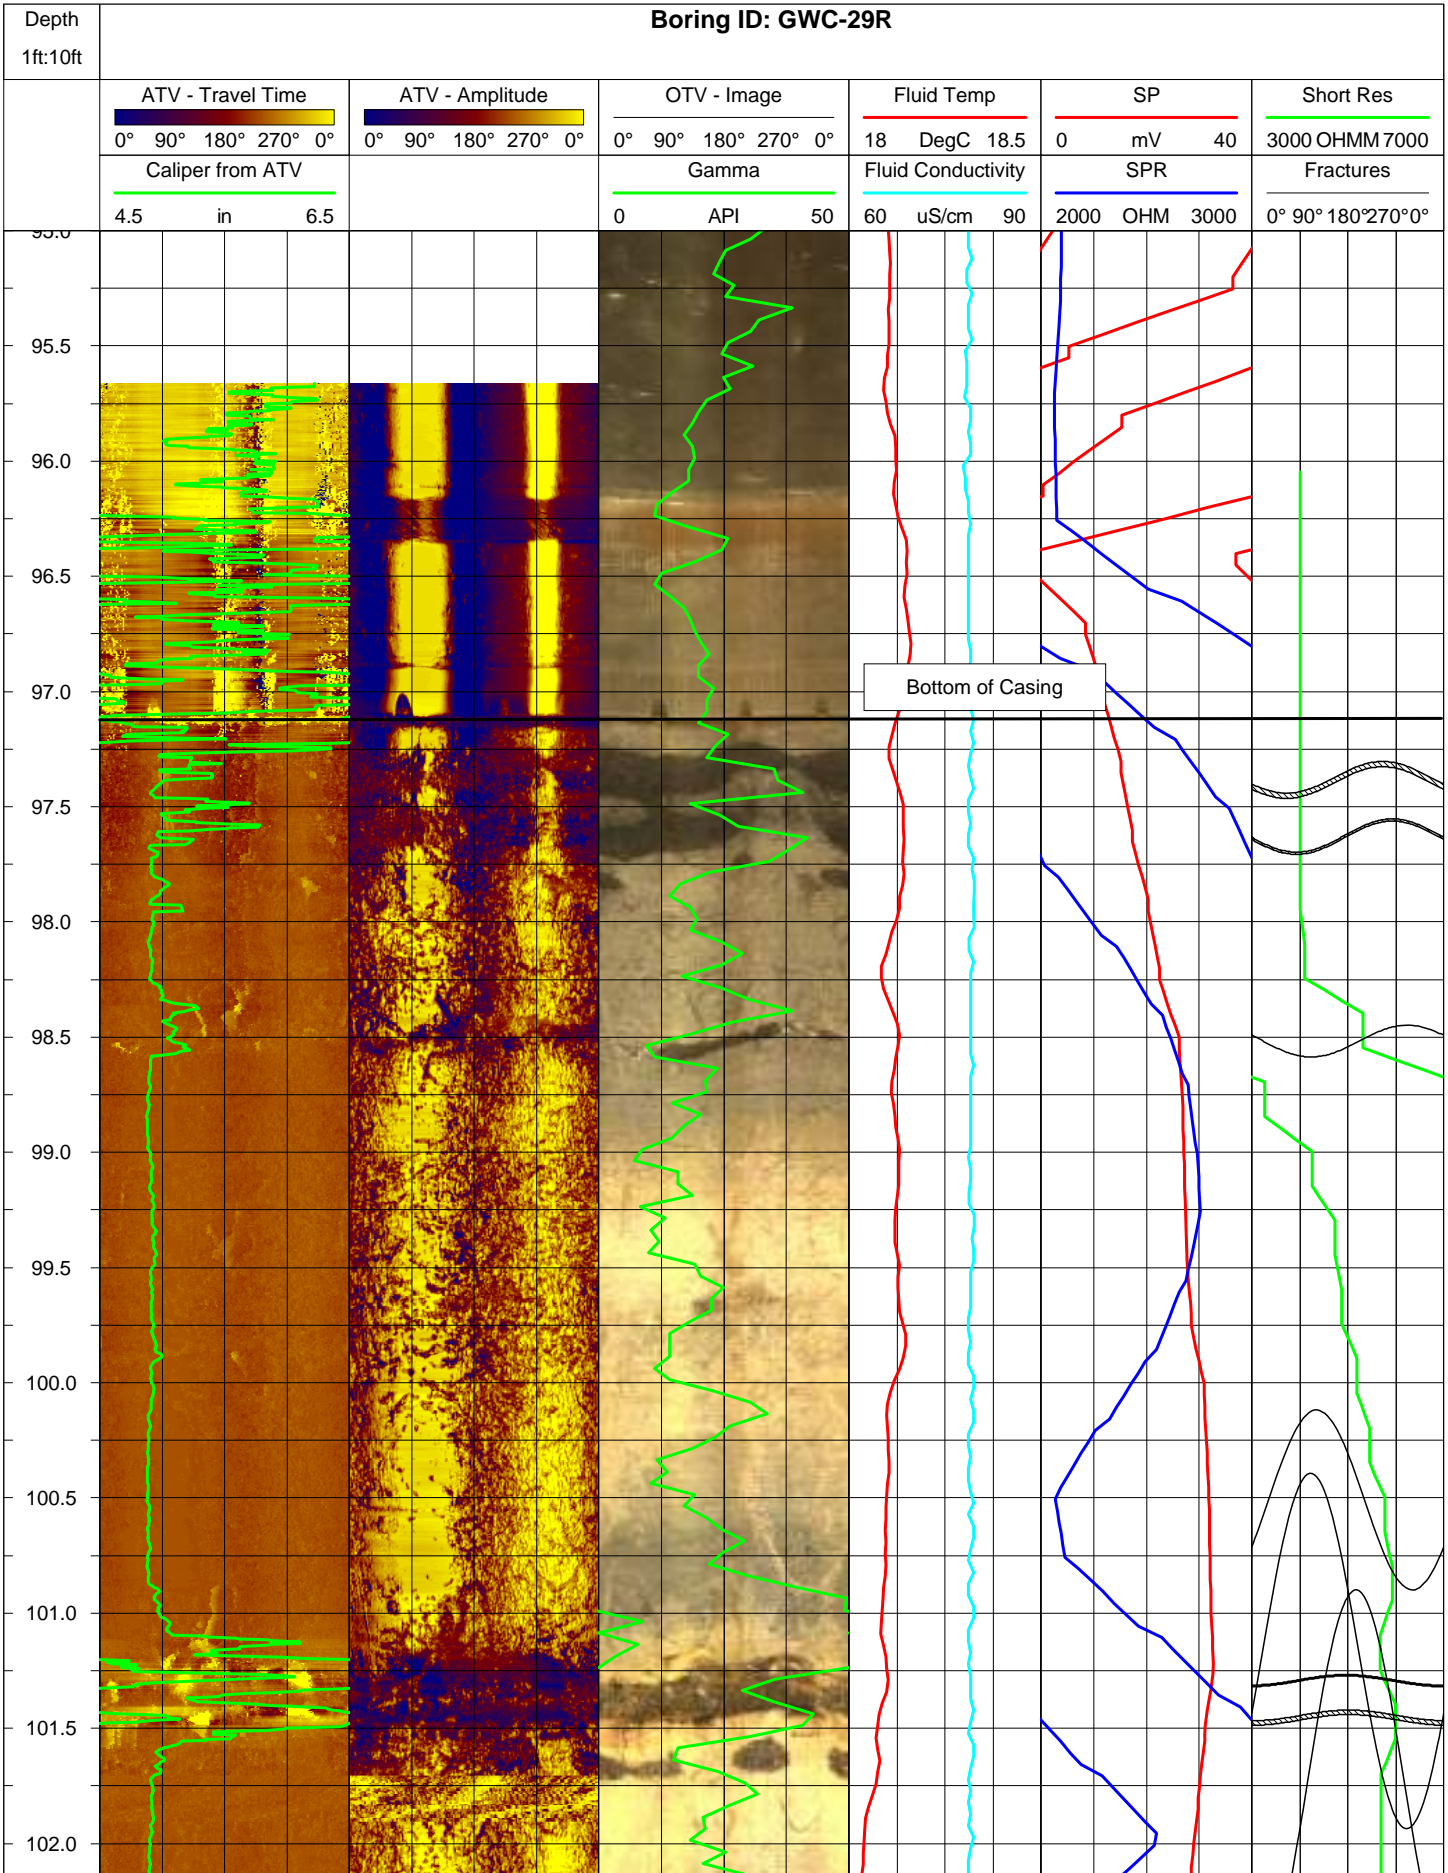 Depth
1ft:10ft
Boring ID: GWC-29R
ATV - Travel Time
0° 90° 180° 270° 0°
Caliper from ATV
4.5 in 6.5
ATV - Amplitude
0° 90° 180° 270° 0°
OTV - Image
0° 90° 180° 270° 0°
Gamma
0 API 50
Fluid Temp
18 DegC 18.5
Fluid Conductivity
60 uS/cm 90
SP
0 mV 40
SPR
2000 OHM 3000
Short Res
3000 OHMM 7000
Fractures
0° 90° 180° 270° 0°
95.0
95.5
96.0
96.5
97.0
Bottom of Casing
97.5
98.0
98.5
99.0
99.5
100.0
100.5
101.0
101.5
102.0